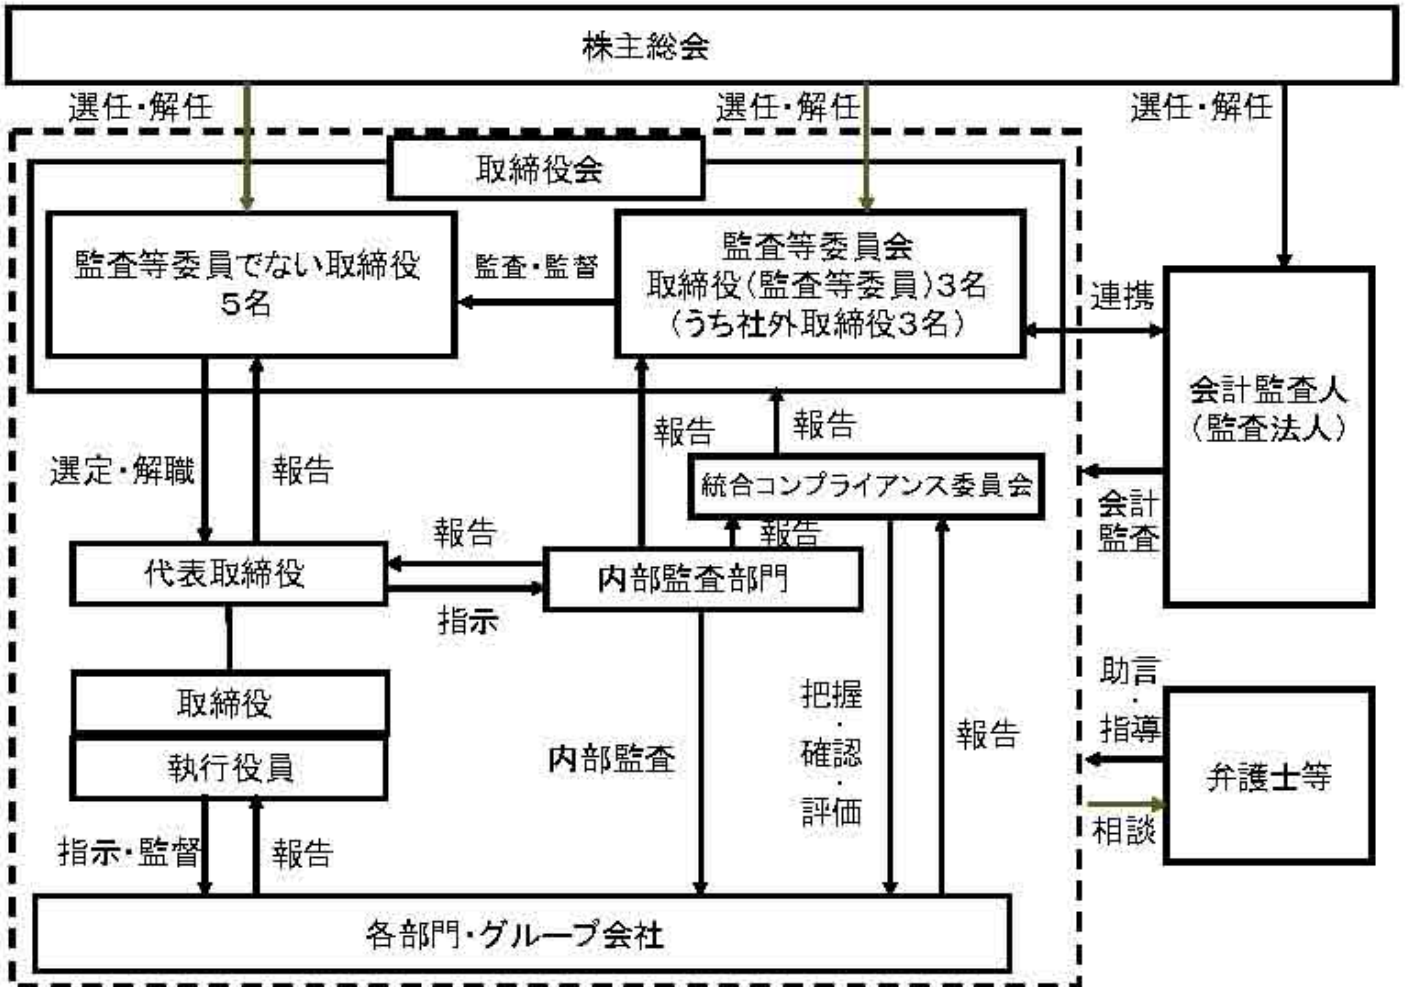 株主総会
選任・解任
選任・解任
選任・解任
取締役会
監査等委員でない取締役
5名
監査・監督
監査等委員会
取締役(監査等委員)3名
(うち社外取締役3名)
連携
会計監査人
(監査法人)
選定・解職
報告
報告
報告
統合コンプライアンス委員会
会計
監査
報告
報告
代表取締役
内部監査部門
指示
取締役
執行役員
内部監査
把握
・
確認
・
評価
報告
助言
・
指導
弁護士等
相談
指示・監督
報告
各部門・グループ会社